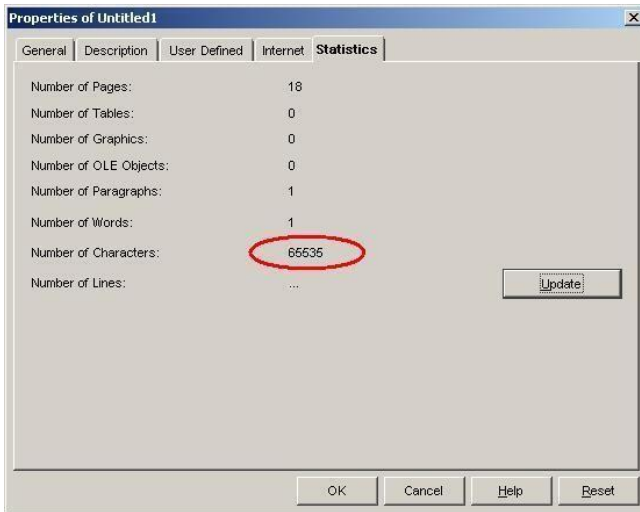 Properties of Untitled1
General Description User Defined Internet Statistics
Number of Pages: 18
Number of Tables: 0
Number of Graphics: 0
Number of OLE Objects: 0
Number of Paragraphs: 1
Number of Words: 1
Number of Characters: 65535
Number of Lines: ...
Update
OK Cancel Help Reset